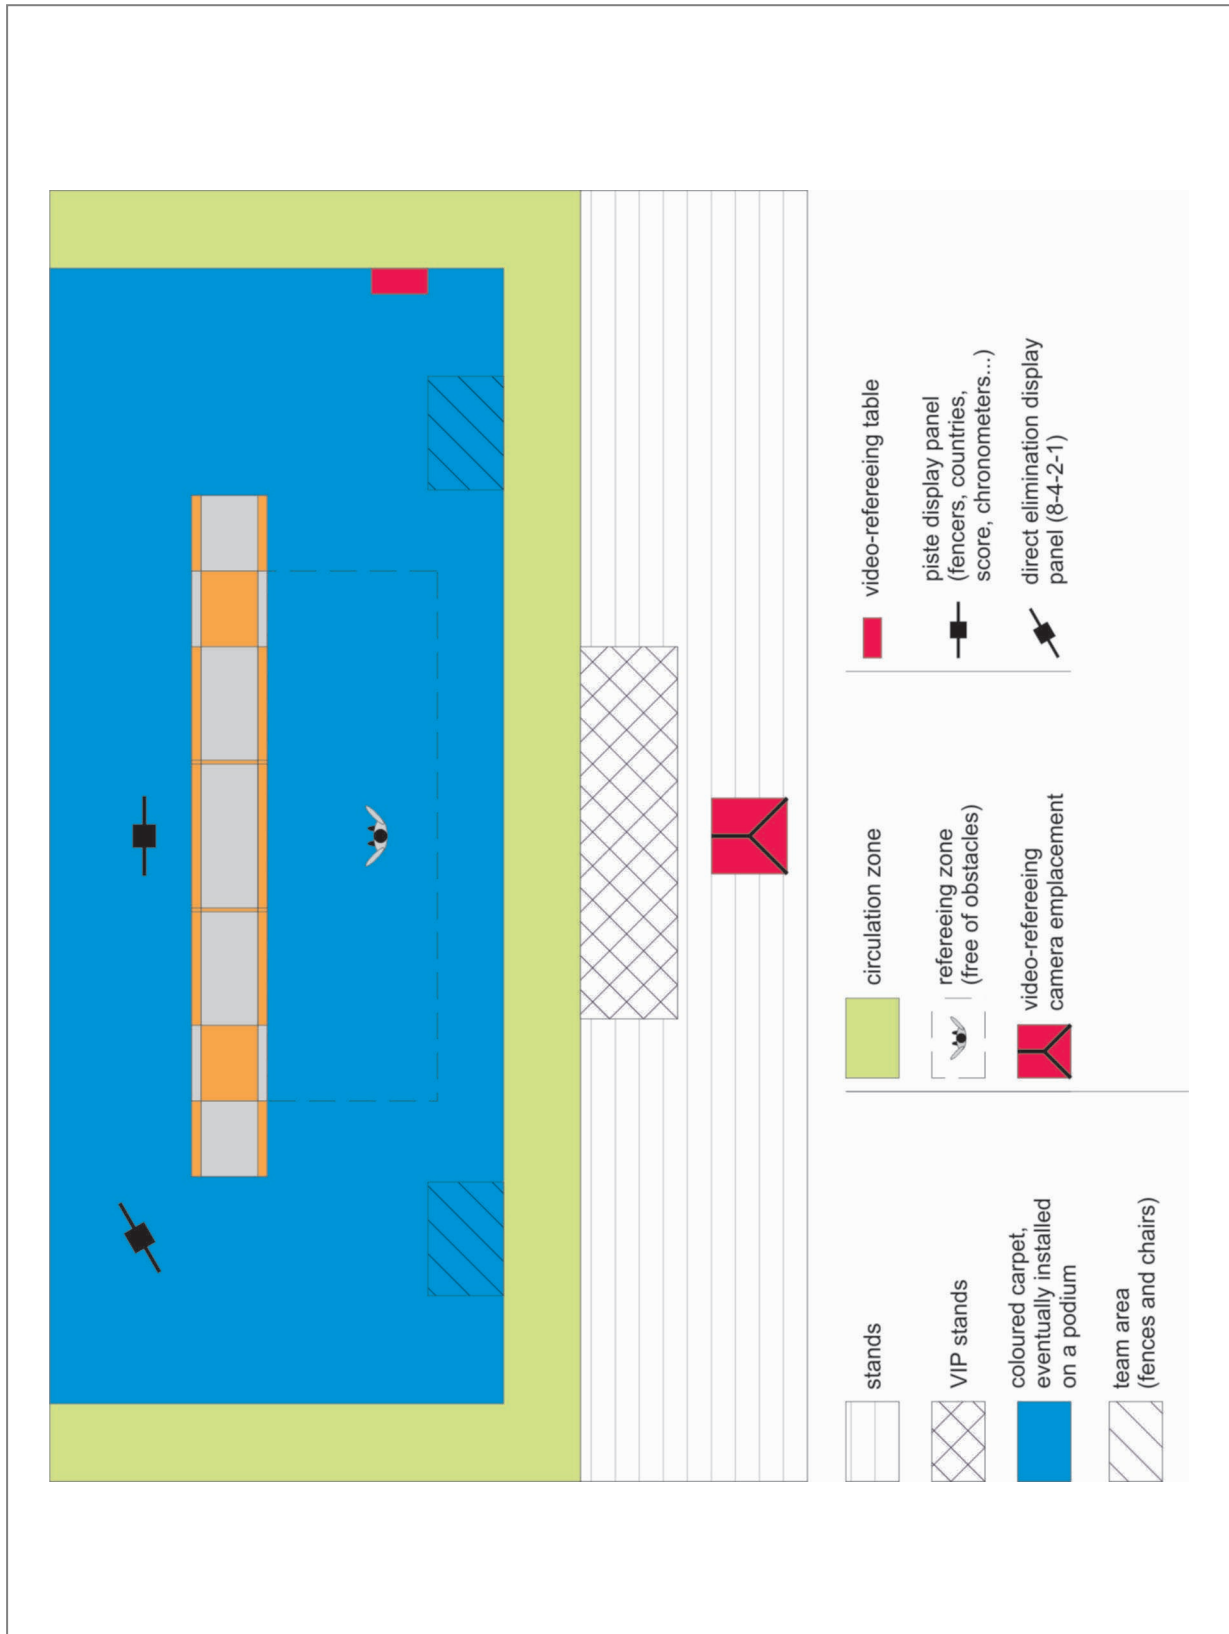 stands
VIP stands
coloured carpet,
eventually installed
on a podium
team area
(fences and chairs)
circulation zone
refereeing zone
(free of obstacles)
video-refereeing
camera emplacement
video-refereeing table
piste display panel
(fencers, countries,
score, chronometers...)
direct elimination display
panel (8-4-2-1)